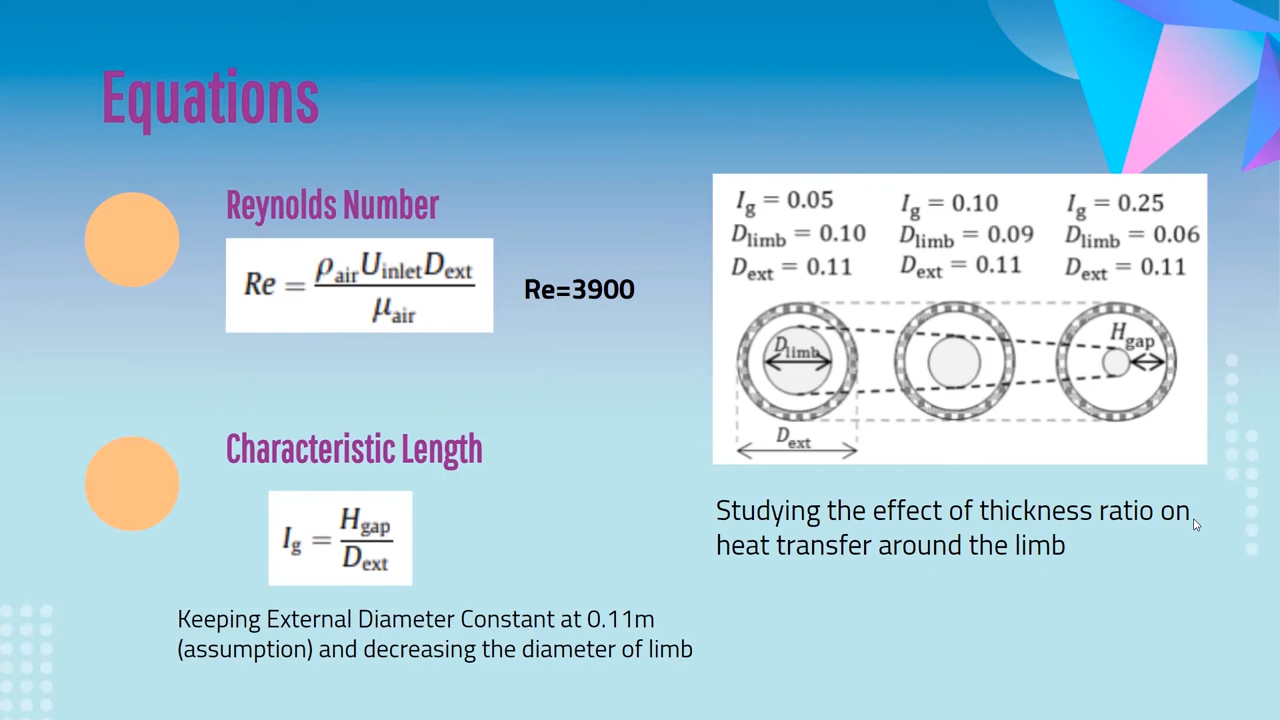 Equations
Reynolds Number
Re = ρair Uinlet Dext / μair
Re=3900
Characteristic Length
Ig = Hgap / Dext
Keeping External Diameter Constant at 0.11m
(assumption) and decreasing the diameter of limb
Ig = 0.05 Ig = 0.10 Ig = 0.25
Dlimb = 0.10 Dlimb = 0.09 Dlimb = 0.06
Dext = 0.11 Dext = 0.11 Dext = 0.11
Dlimb
Hgap
Dext
Studying the effect of thickness ratio on
heat transfer around the limb